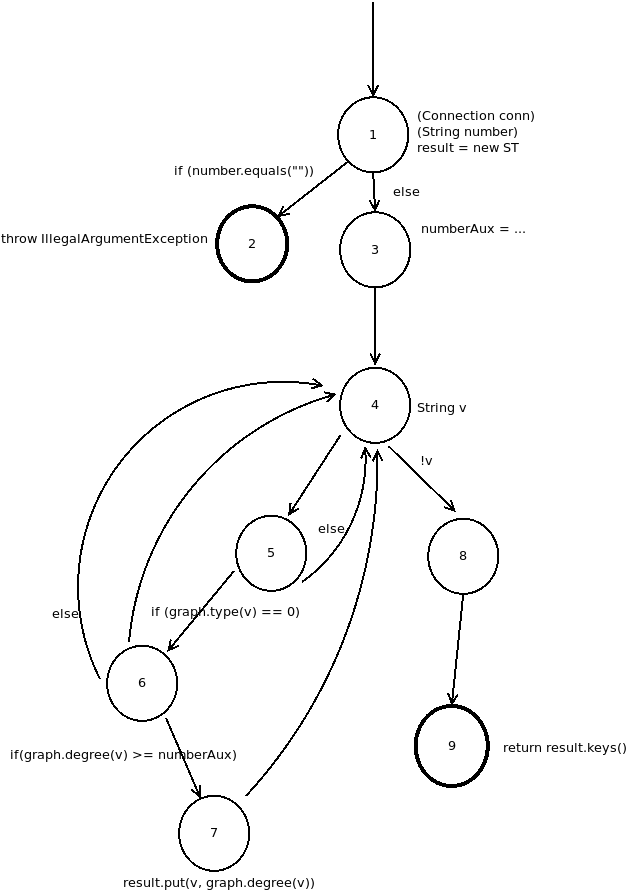 (Connection conn)
1
(String number)
result = new ST
if (number.equals(""))
else
numberAux = ...
throw IllegalArgumentException
2
3
4
String v
!v
else
5
8
if (graph.type(v) == 0)
else
6
9
return result.keys()
if(graph.degree(v) >= numberAux)
7
result.put(v, graph.degree(v))